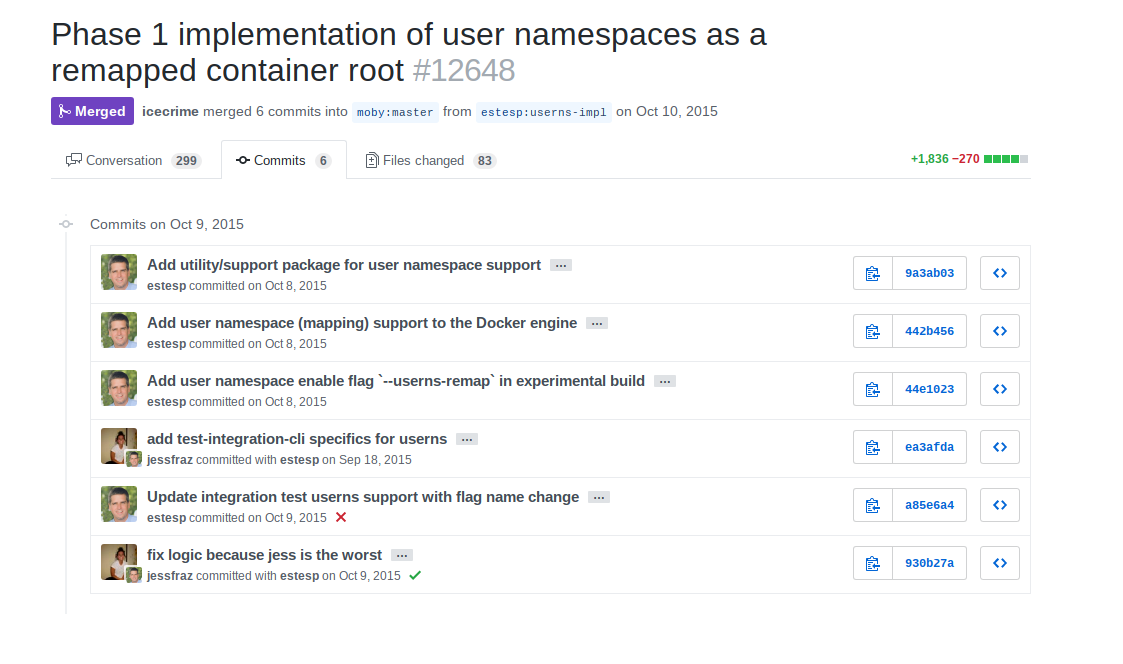 Phase 1 implementation of user namespaces as a
remapped container root #12648
Merged icecrime merged 6 commits into moby:master from estesp:userns-impl on Oct 10, 2015
Conversation 299 Commits 6 Files changed 83 +1,836 −270
Commits on Oct 9, 2015
Add utility/support package for user namespace support …
estesp committed on Oct 8, 2015
9a3ab03
Add user namespace (mapping) support to the Docker engine …
estesp committed on Oct 8, 2015
442b456
Add user namespace enable flag `--userns-remap` in experimental build …
estesp committed on Oct 8, 2015
44e1023
add test-integration-cli specifics for userns …
jessfraz committed with estesp on Sep 18, 2015
ea3afda
Update integration test userns support with flag name change …
estesp committed on Oct 9, 2015
a85e6a4
fix logic because jess is the worst …
jessfraz committed with estesp on Oct 9, 2015
930b27a